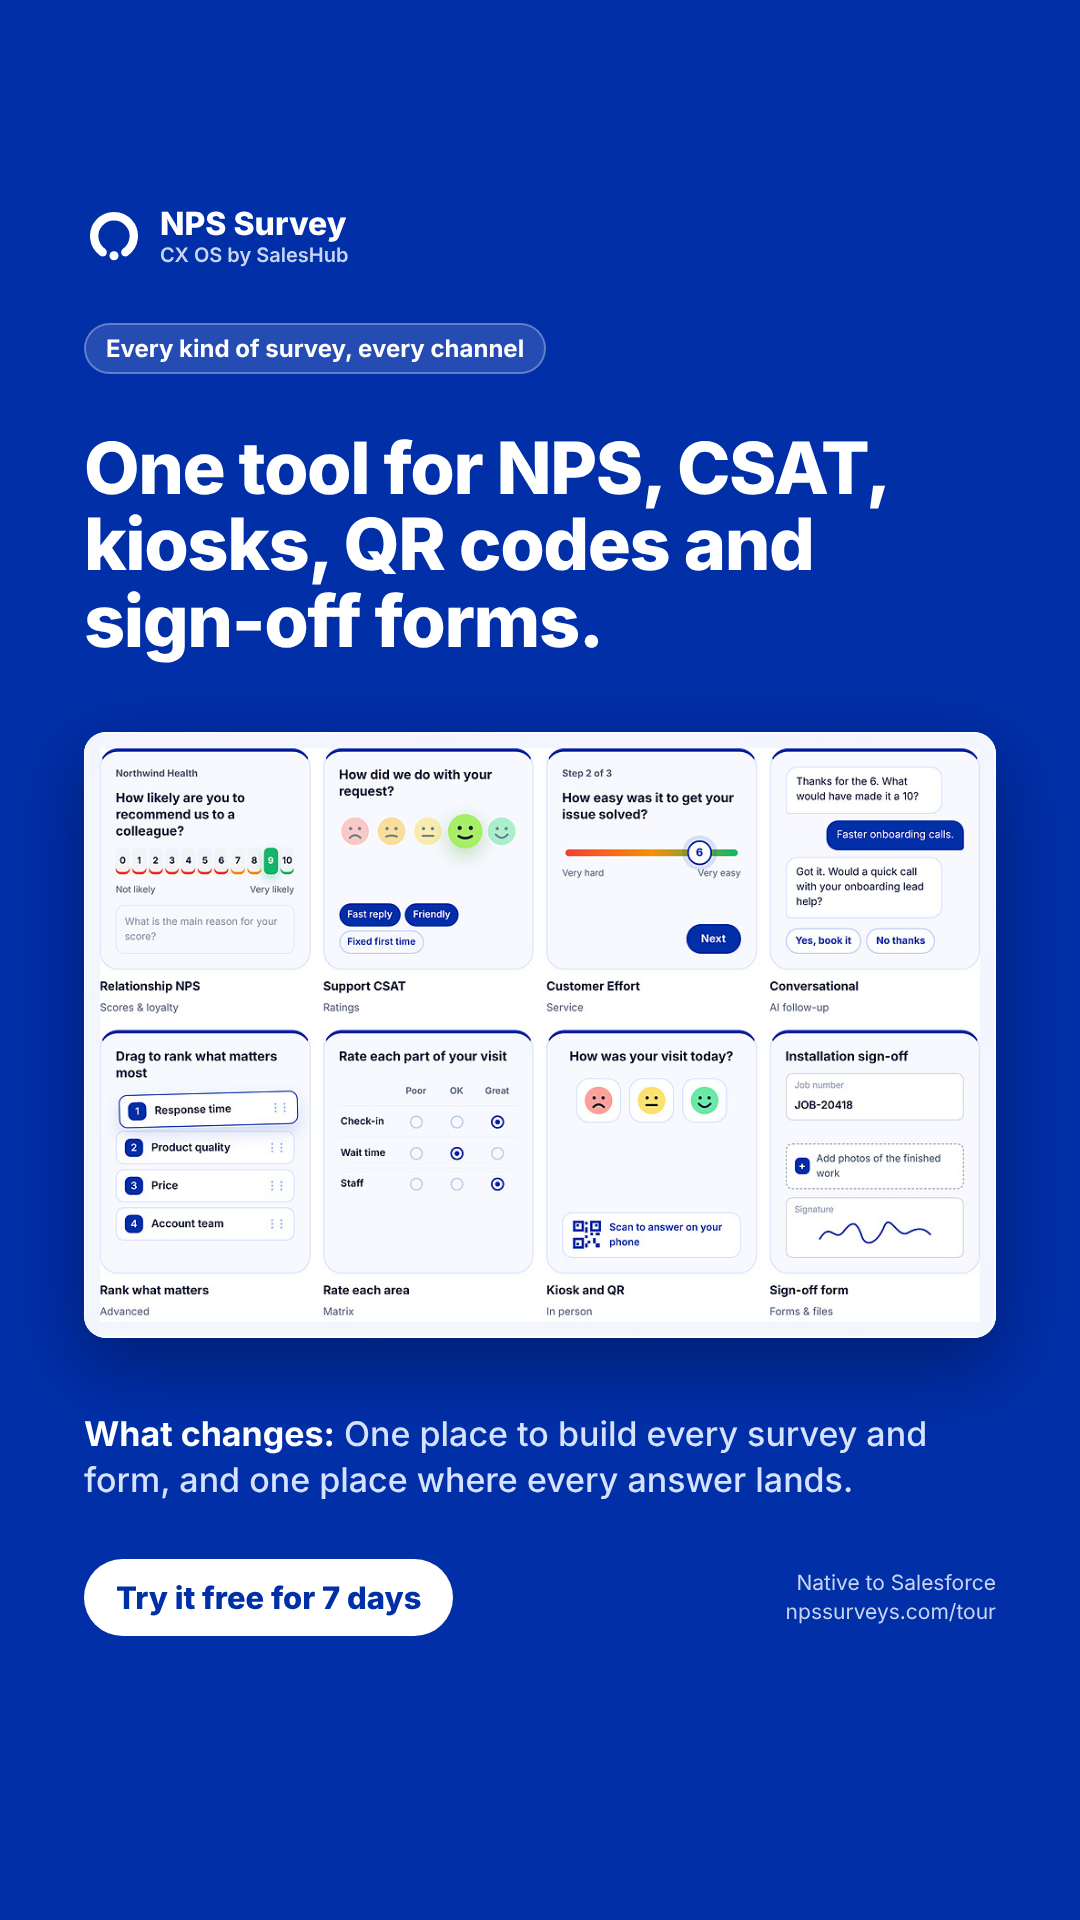 NPS Survey
CX OS by SalesHub
Every kind of survey, every channel
One tool for NPS, CSAT,
kiosks, QR codes and
sign-off forms.
Northwind Health
How likely are you to
recommend us to a
colleague?
0 1 2 3 4 5 6 7 8 9 10
Not likely Very likely
What is the main reason for your
score?
Relationship NPS
Scores & loyalty
How did we do with your
request?
Fast reply Friendly
Fixed first time
Support CSAT
Ratings
Step 2 of 3
How easy was it to get your
issue solved?
6
Very hard Very easy
Next
Customer Effort
Service
Thanks for the 6. What
would have made it a 10?
Faster onboarding calls.
Got it. Would a quick call
with your onboarding lead
help?
Yes, book it No thanks
Conversational
AI follow-up
Drag to rank what matters
most
1 Response time
2 Product quality
3 Price
4 Account team
Rank what matters
Advanced
Rate each part of your visit
Poor OK Great
Check-in
Wait time
Staff
Rate each area
Matrix
How was your visit today?
Scan to answer on your
phone
Kiosk and QR
In person
Installation sign-off
Job number
JOB-20418
+ Add photos of the finished
work
Signature
Sign-off form
Forms & files
What changes: One place to build every survey and
form, and one place where every answer lands.
Try it free for 7 days
Native to Salesforce
npssurveys.com/tour